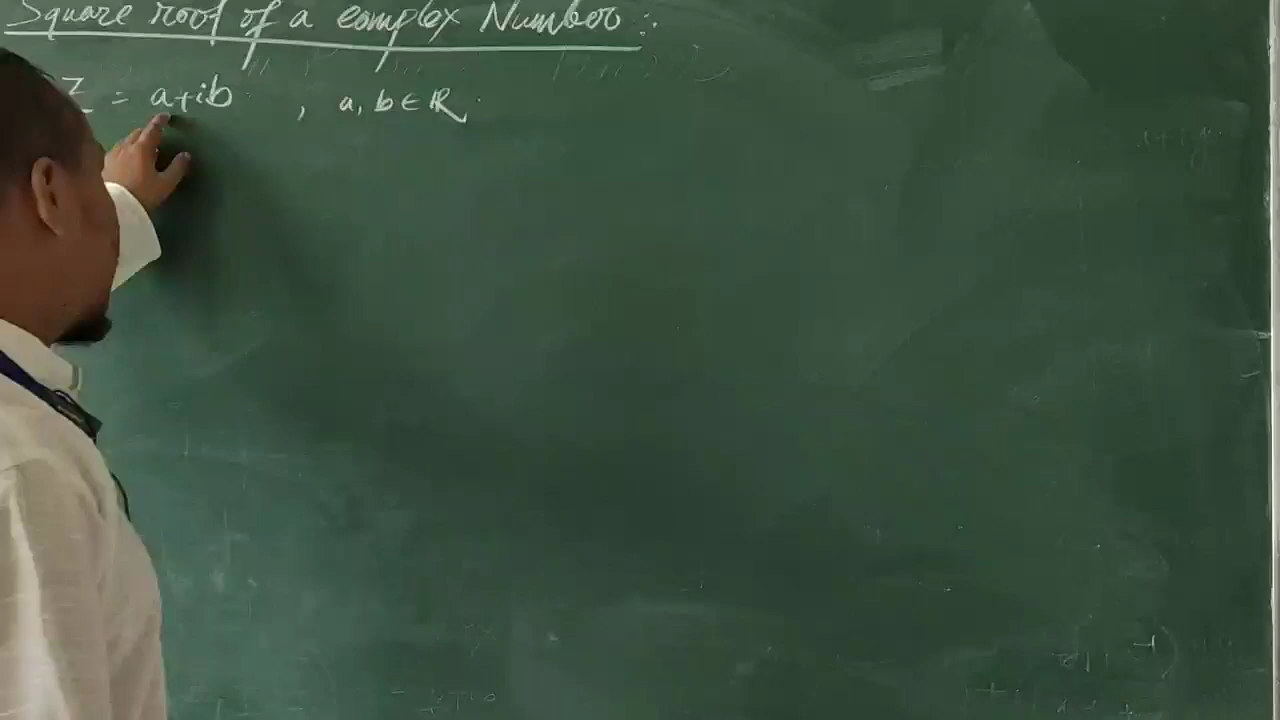 Square root of a complex Number :.
Z = a+ib , a, b ∈ ℝ.